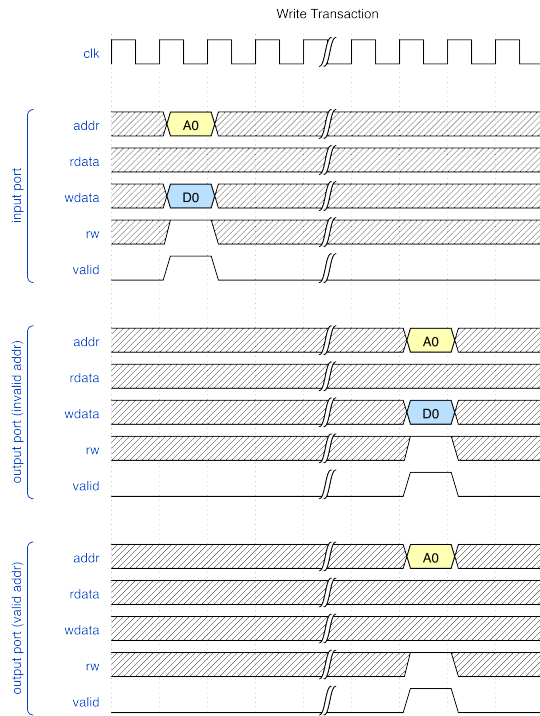 Write Transaction
clk
input port
addr A0
rdata
wdata D0
rw
valid
output port (invalid addr)
addr A0
rdata
wdata D0
rw
valid
output port (valid addr)
addr A0
rdata
wdata
rw
valid